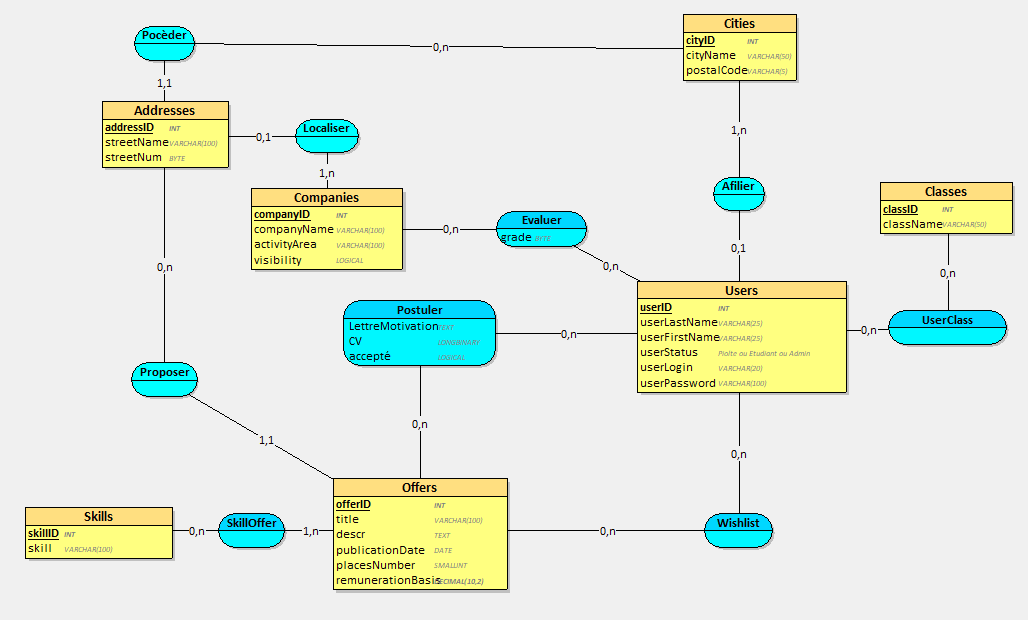 Pocèder
0,n
Cities
cityID INT
cityName VARCHAR(50)
postalCode VARCHAR(5)
1,1
Addresses
addressID INT
streetName VARCHAR(100)
streetNum BYTE
0,1
Localiser
1,n
1,n
Companies
companyID INT
companyName VARCHAR(100)
activityArea VARCHAR(100)
visibility LOGICAL
0,n
Evaluer
grade BYTE
0,n
Afilier
0,1
Classes
classID INT
className VARCHAR(50)
0,n
0,n
Postuler
LettreMotivation TEXT
CV LONGBINARY
accepté LOGICAL
0,n
Users
userID INT
userLastName VARCHAR(25)
userFirstName VARCHAR(25)
userStatus Piolte ou Etudiant ou Admin
userLogin VARCHAR(20)
userPassword VARCHAR(100)
0,n
UserClass
Proposer
1,1
0,n
0,n
Skills
skillID INT
skill VARCHAR(100)
0,n
SkillOffer
1,n
Offers
offerID INT
title VARCHAR(100)
descr TEXT
publicationDate DATE
placesNumber SMALLINT
remunerationBasis DECIMAL(10,2)
0,n
Wishlist